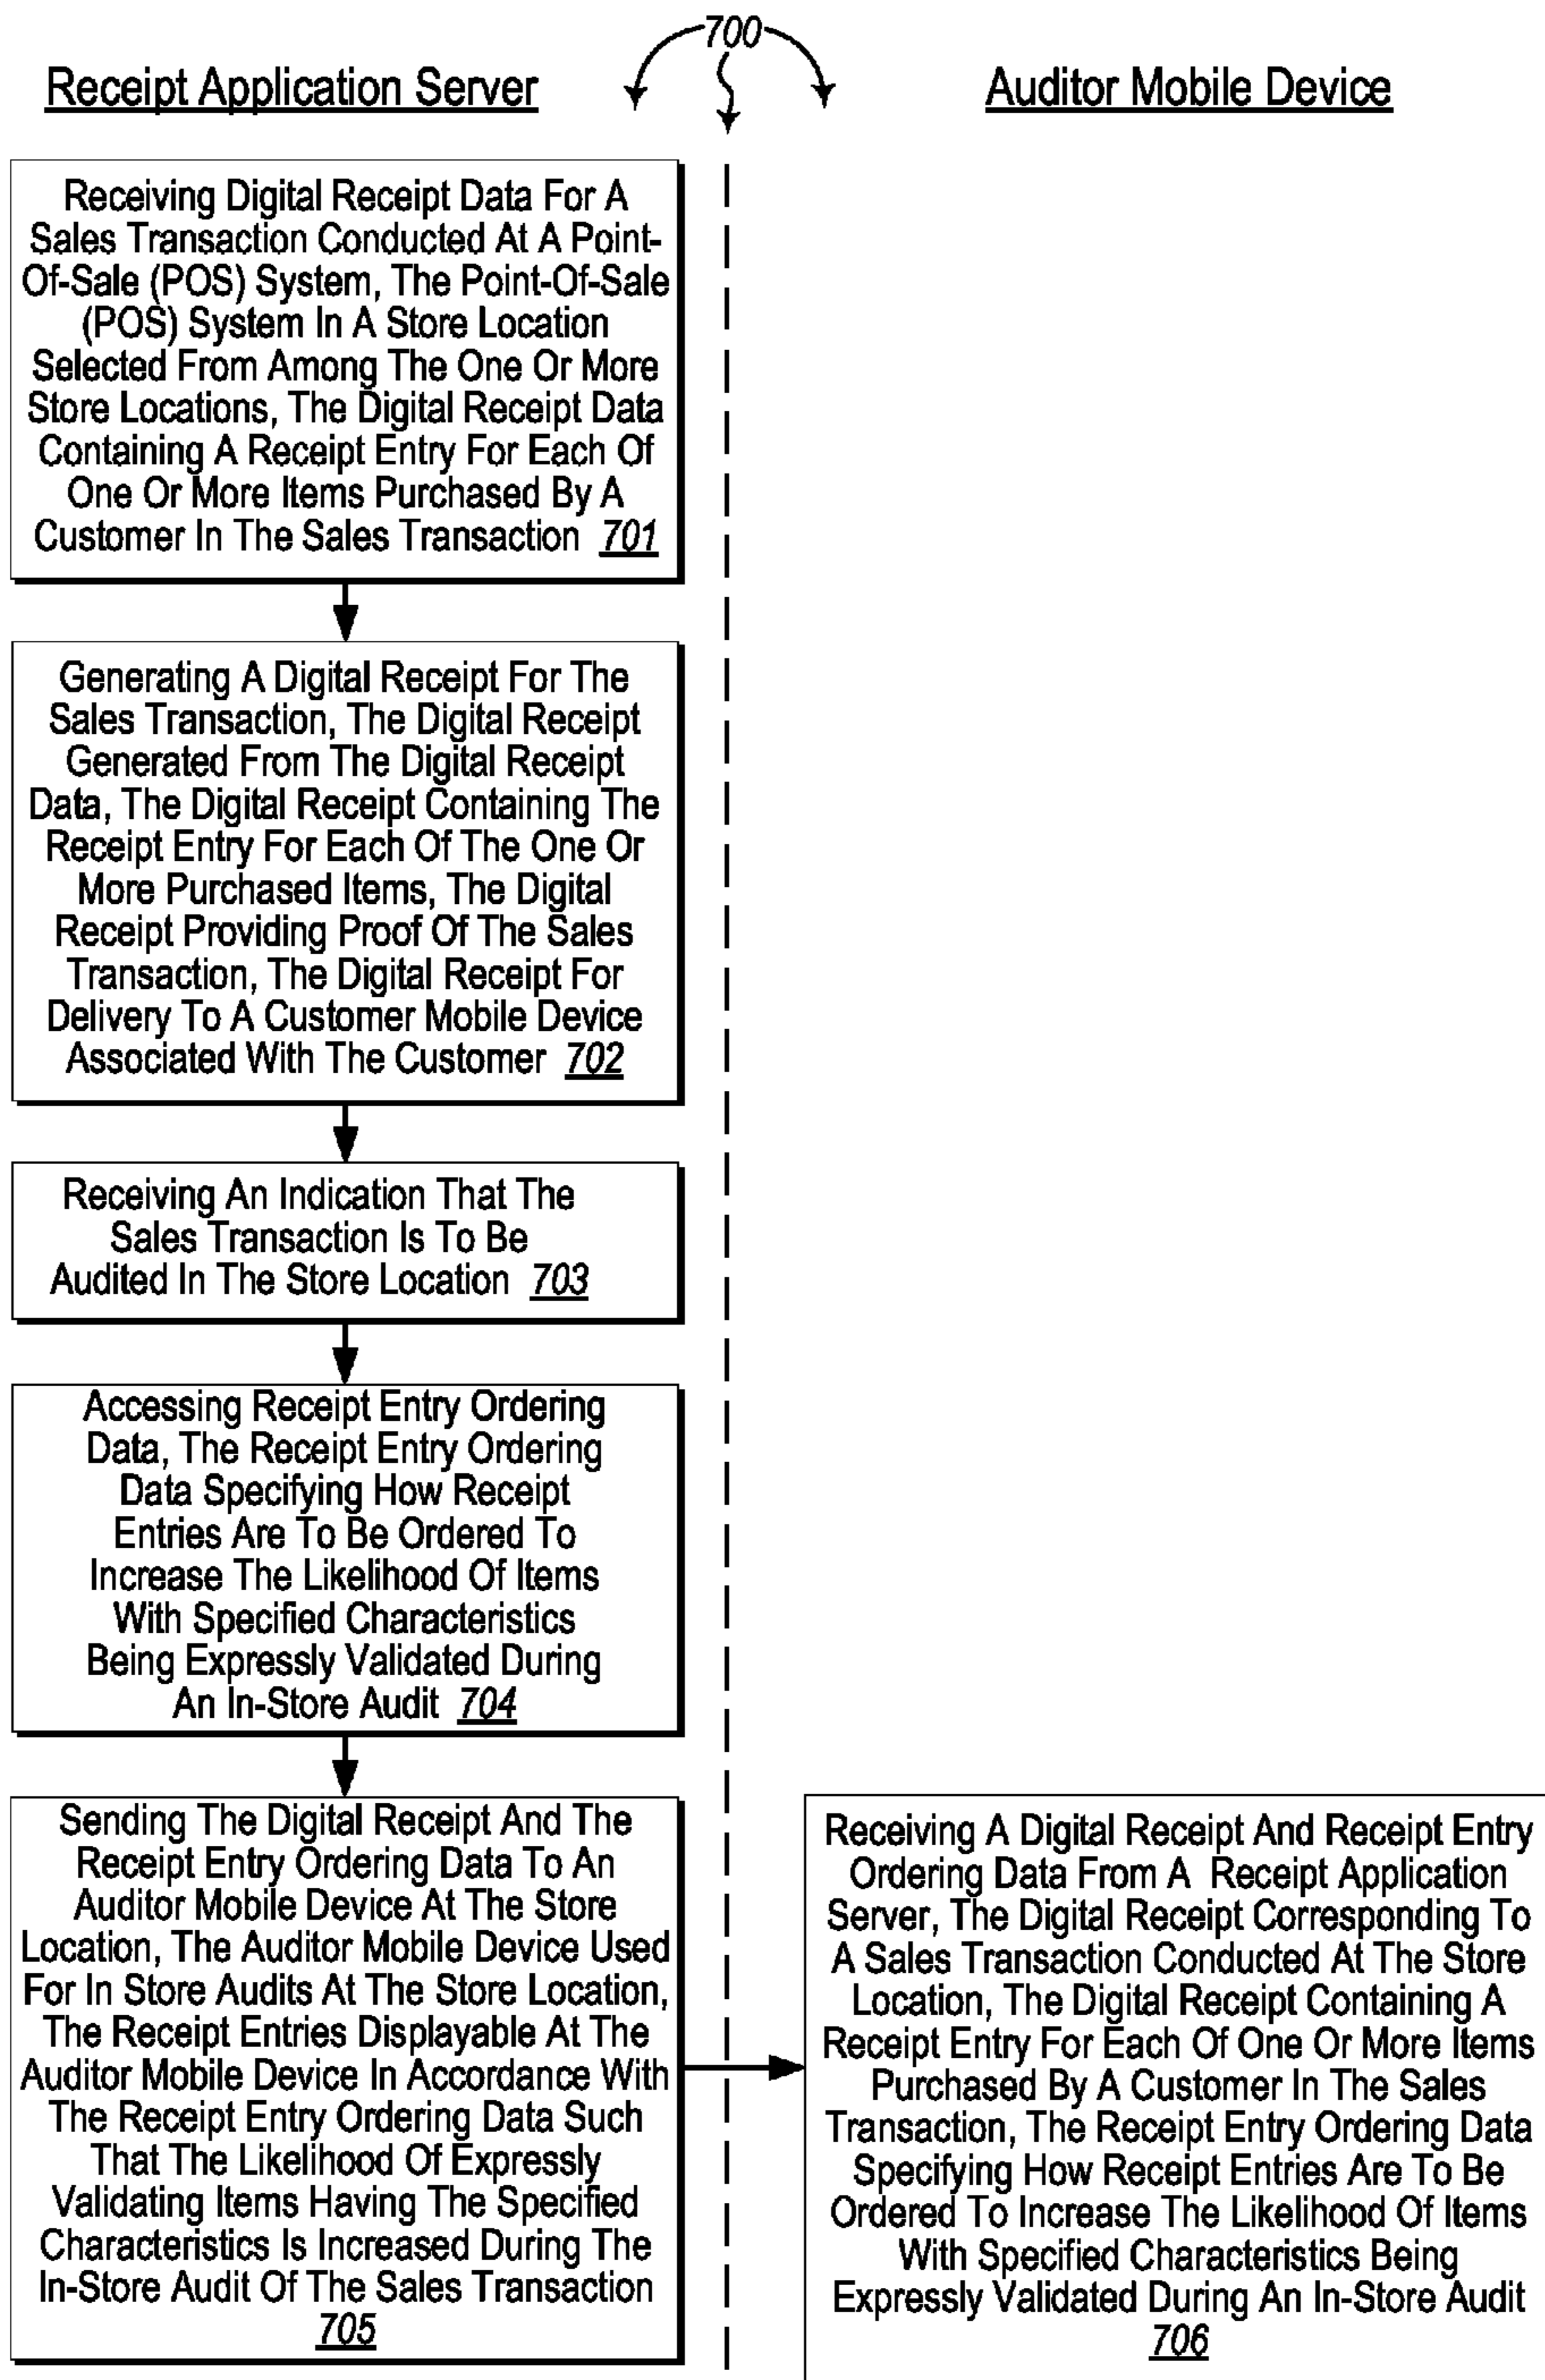 700
Receipt Application Server
Auditor Mobile Device
Receiving Digital Receipt Data For A
Sales Transaction Conducted At A Point-
Of-Sale (POS) System, The Point-Of-Sale
(POS) System In A Store Location
Selected From Among The One Or More
Store Locations, The Digital Receipt Data
Containing A Receipt Entry For Each Of
One Or More Items Purchased By A
Customer In The Sales Transaction 701
Generating A Digital Receipt For The
Sales Transaction, The Digital Receipt
Generated From The Digital Receipt
Data, The Digital Receipt Containing The
Receipt Entry For Each Of The One Or
More Purchased Items, The Digital
Receipt Providing Proof Of The Sales
Transaction, The Digital Receipt For
Delivery To A Customer Mobile Device
Associated With The Customer 702
Receiving An Indication That The
Sales Transaction Is To Be
Audited In The Store Location 703
Accessing Receipt Entry Ordering
Data, The Receipt Entry Ordering
Data Specifying How Receipt
Entries Are To Be Ordered To
Increase The Likelihood Of Items
With Specified Characteristics
Being Expressly Validated During
An In-Store Audit 704
Sending The Digital Receipt And The
Receipt Entry Ordering Data To An
Auditor Mobile Device At The Store
Location, The Auditor Mobile Device Used
For In Store Audits At The Store Location,
The Receipt Entries Displayable At The
Auditor Mobile Device In Accordance With
The Receipt Entry Ordering Data Such
That The Likelihood Of Expressly
Validating Items Having The Specified
Characteristics Is Increased During The
In-Store Audit Of The Sales Transaction
705
Receiving A Digital Receipt And Receipt Entry
Ordering Data From A Receipt Application
Server, The Digital Receipt Corresponding To
A Sales Transaction Conducted At The Store
Location, The Digital Receipt Containing A
Receipt Entry For Each Of One Or More Items
Purchased By A Customer In The Sales
Transaction, The Receipt Entry Ordering Data
Specifying How Receipt Entries Are To Be
Ordered To Increase The Likelihood Of Items
With Specified Characteristics Being
Expressly Validated During An In-Store Audit
706